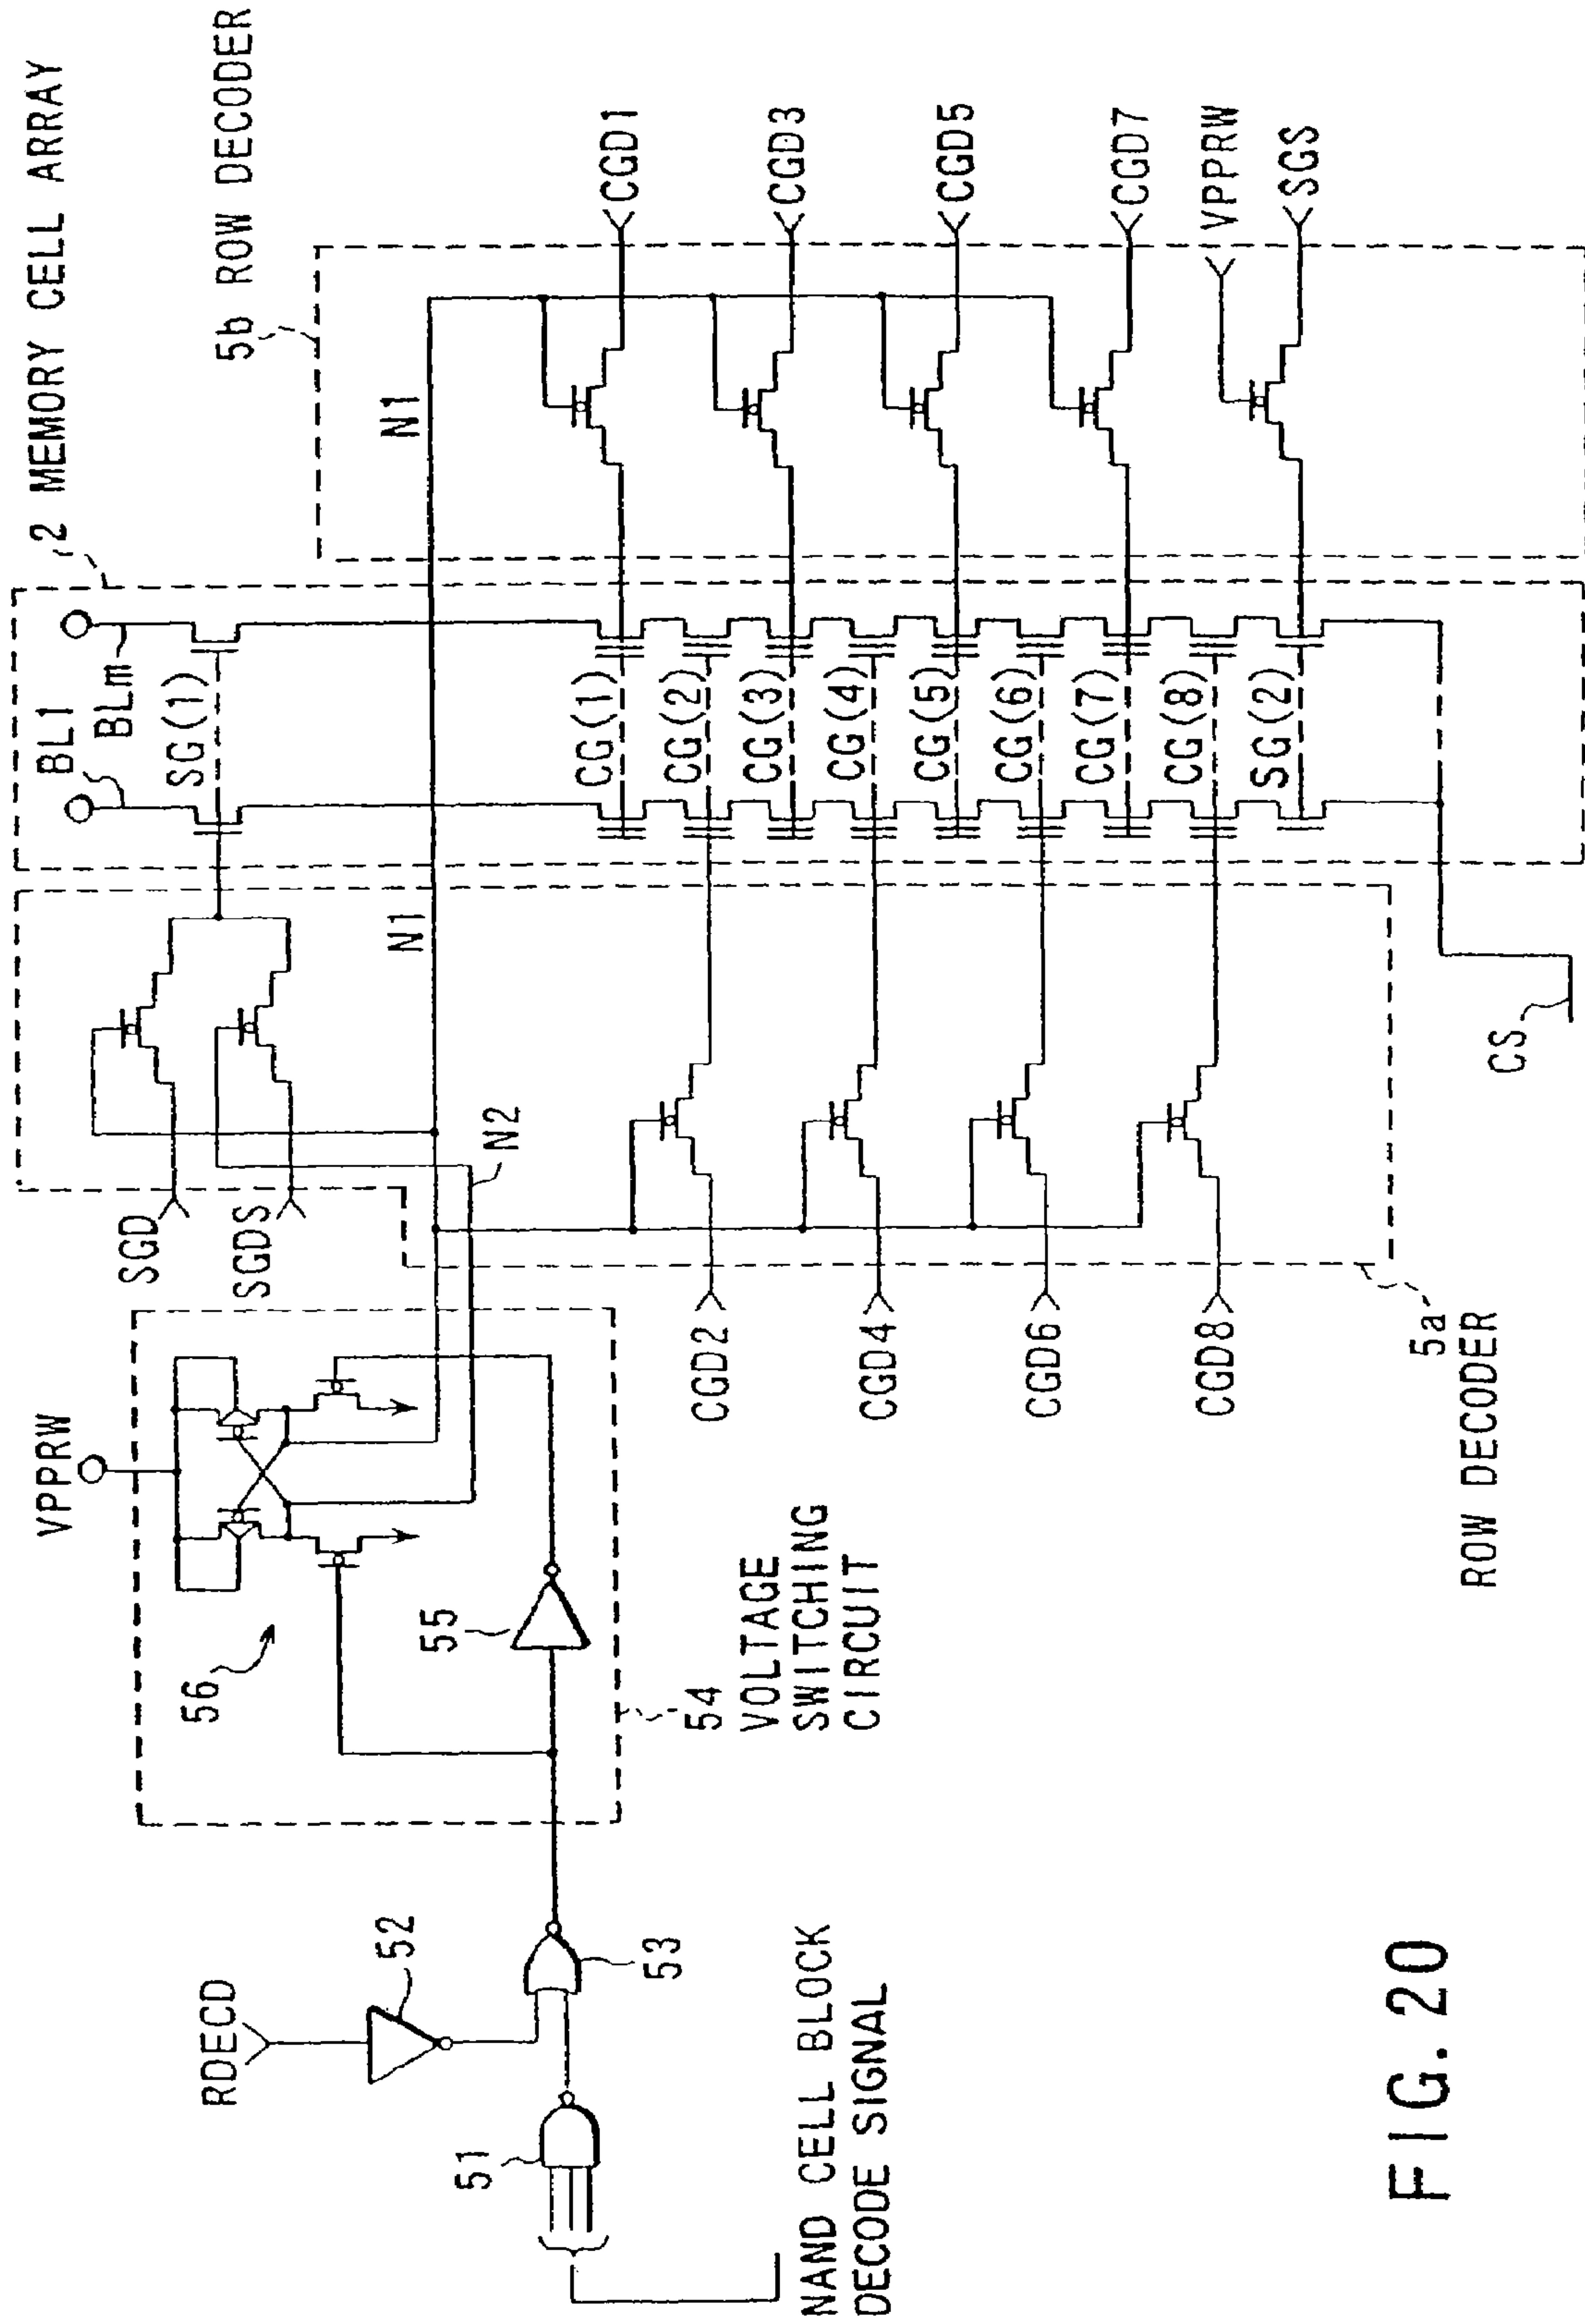 2 MEMORY CELL ARRAY
5b ROW DECODER
BL1
BLm
SG(1)
VPPRW
SGD
SGDS
N1
N1
N2
56
55
54
VOLTAGE
SWITCHING
CIRCUIT
RDECD
52
53
51
NAND CELL BLOCK
DECODE SIGNAL
CG(1)
CG(2)
CG(3)
CG(4)
CG(5)
CG(6)
CG(7)
CG(8)
SG(2)
CGD1
CGD3
CGD5
CGD7
VPPRW
SGS
CGD2
CGD4
CGD6
CGD8
CS
5a
ROW DECODER
FIG. 20